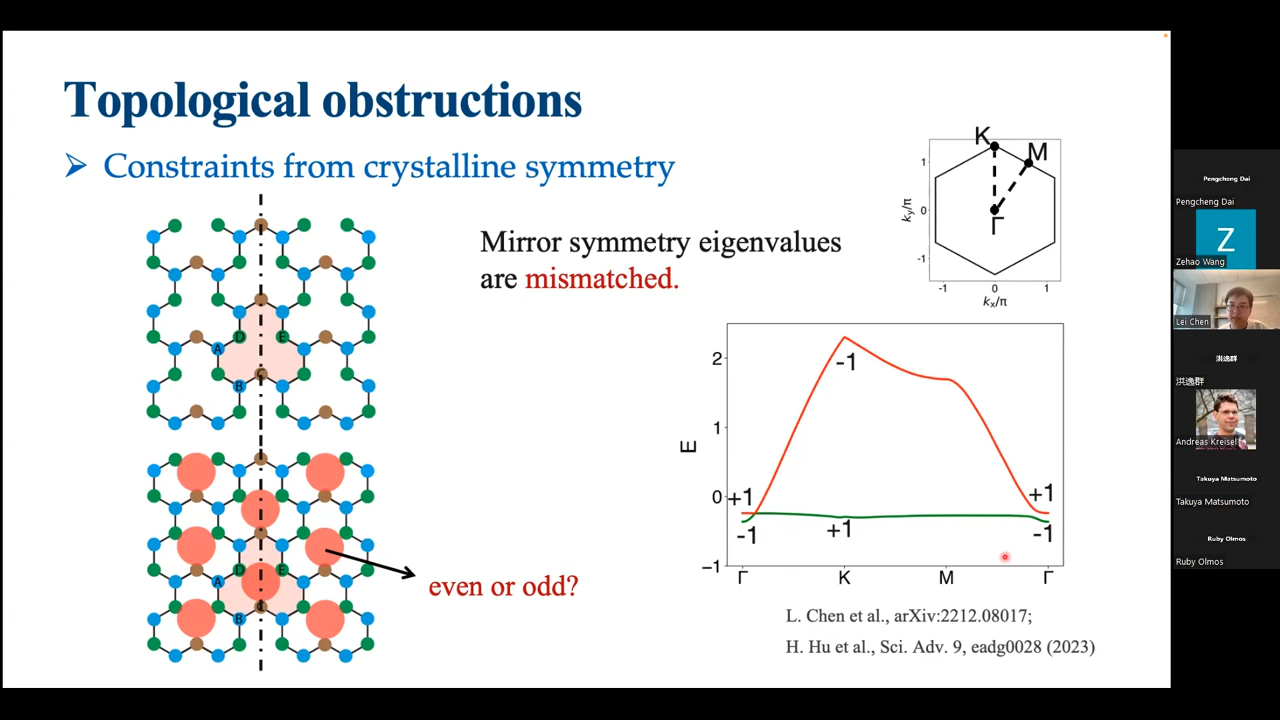 Topological obstructions
➢ Constraints from crystalline symmetry
Mirror symmetry eigenvalues
are mismatched.
K
M
Γ
1
0
-1
k_y/π
-1
0
1
k_x/π
D
E
A
C
B
D
E
A
C
B
even or odd?
2
1
0
−1
E
-1
+1
-1
+1
+1
-1
Γ
K
M
Γ
L. Chen et al., arXiv:2212.08017;
H. Hu et al., Sci. Adv. 9, eadg0028 (2023)
Pengcheng Dai
Pengcheng Dai
Z
Zehao Wang
Lei Chen
洪逸群
洪逸群
Andreas Kreisel
Takuya Matsumoto
Takuya Matsumoto
Ruby Olmos
Ruby Olmos